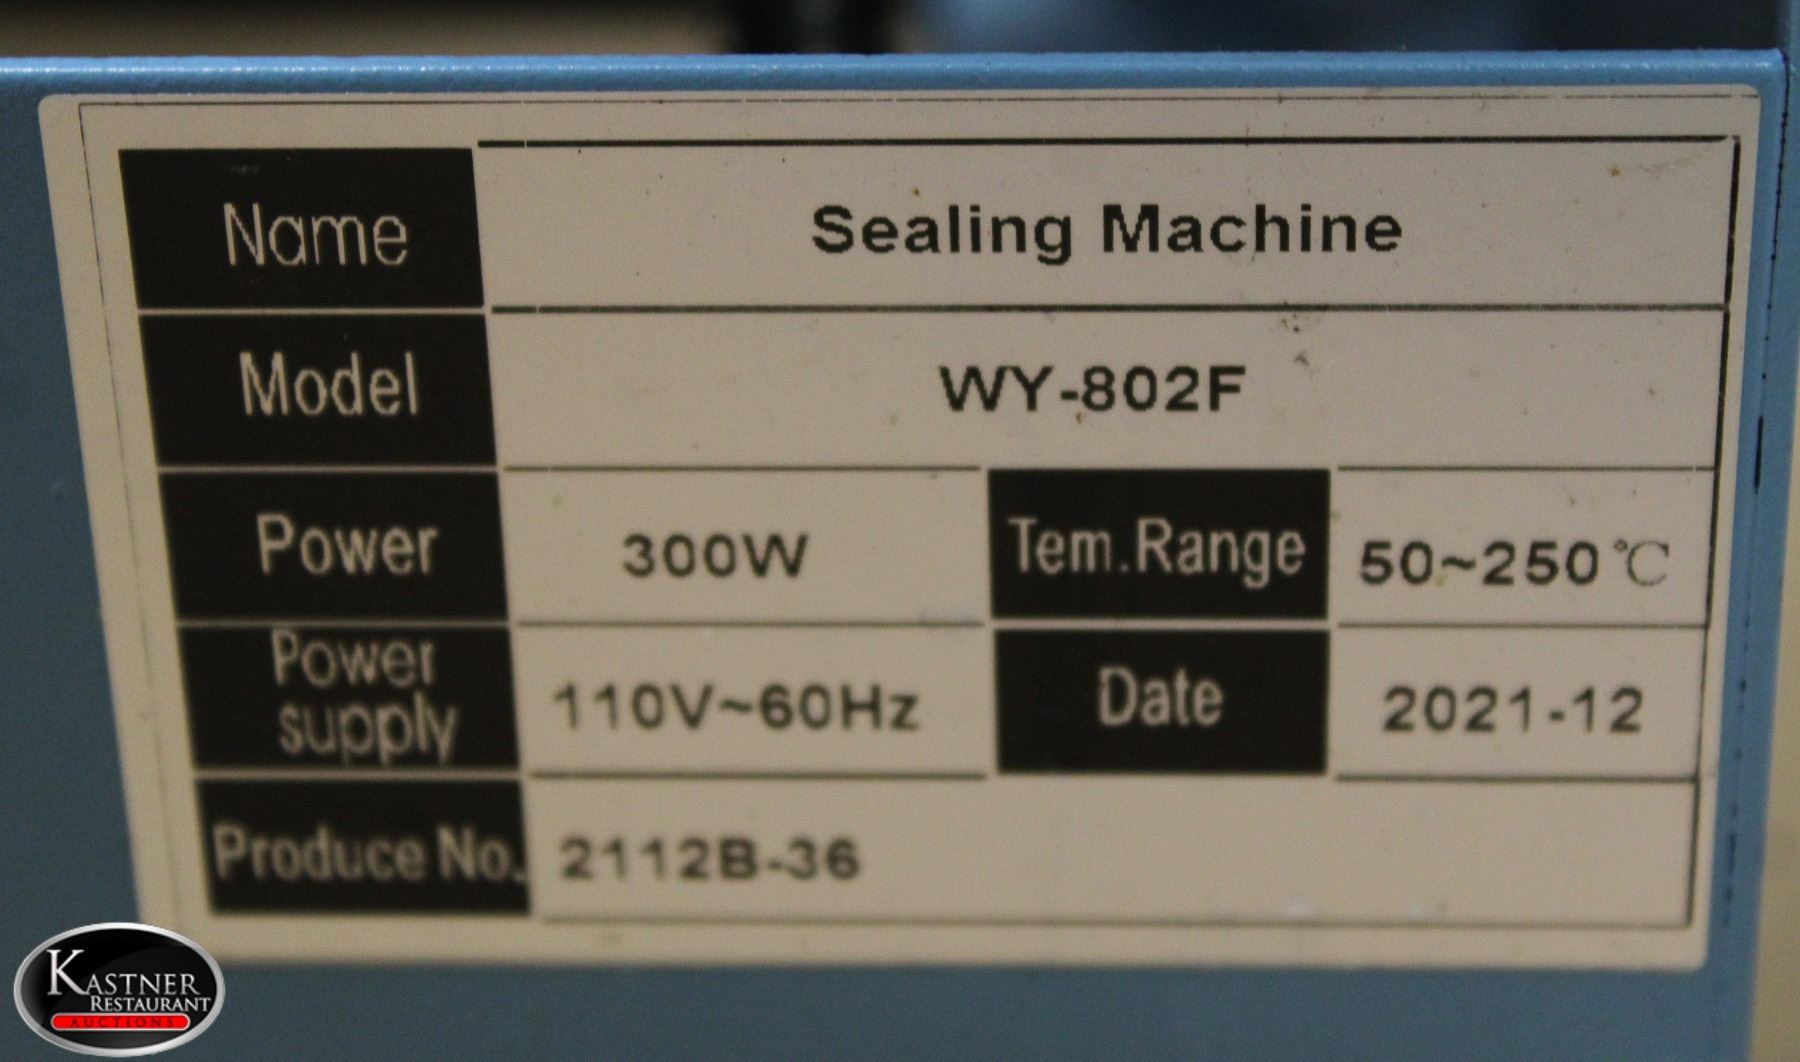 Name Sealing Machine
Model WY-802F
Power 300W Tem.Range 50~250℃
Power supply 110V~60Hz Date 2021-12
Produce No. 2112B-36
KASTNER
RESTAURANT
AUCTIONS